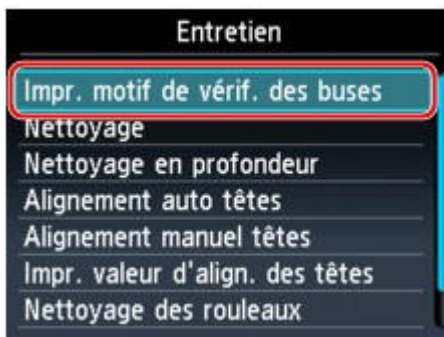 Entretien
Impr. motif de vérif. des buses
Nettoyage
Nettoyage en profondeur
Alignement auto têtes
Alignement manuel têtes
Impr. valeur d'align. des têtes
Nettoyage des rouleaux